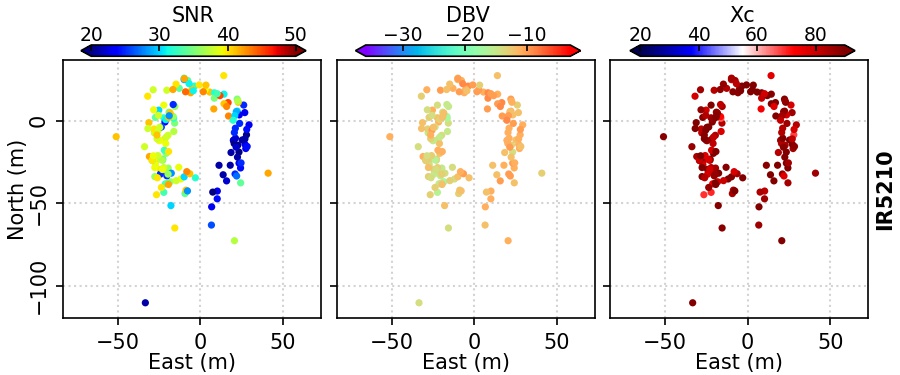 SNR DBV Xc
20 30 40 50 −30 −20 −10 20 40 60 80
0
−50
−100
North (m)
−50 0 50 −50 0 50 −50 0 50
East (m) East (m) East (m)
IR5210